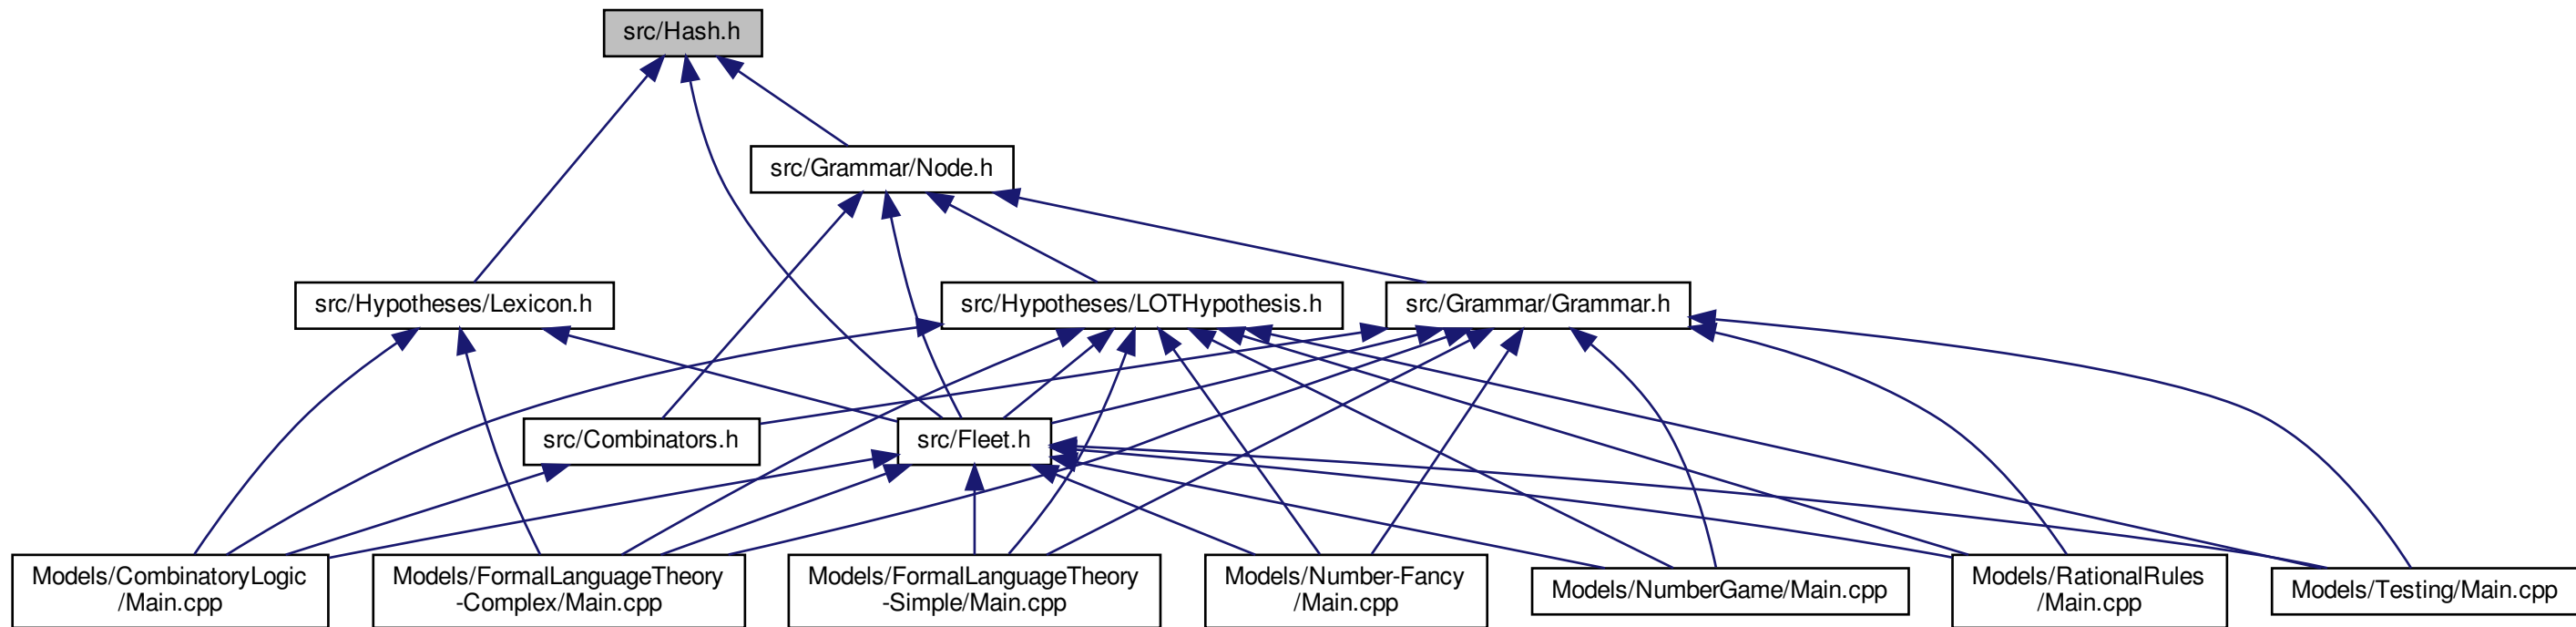 src/Hash.h
src/Grammar/Node.h
src/Hypotheses/Lexicon.h
src/Hypotheses/LOTHypothesis.h
src/Grammar/Grammar.h
src/Combinators.h
src/Fleet.h
Models/CombinatoryLogic
/Main.cpp
Models/FormalLanguageTheory
-Complex/Main.cpp
Models/FormalLanguageTheory
-Simple/Main.cpp
Models/Number-Fancy
/Main.cpp
Models/NumberGame/Main.cpp
Models/RationalRules
/Main.cpp
Models/Testing/Main.cpp